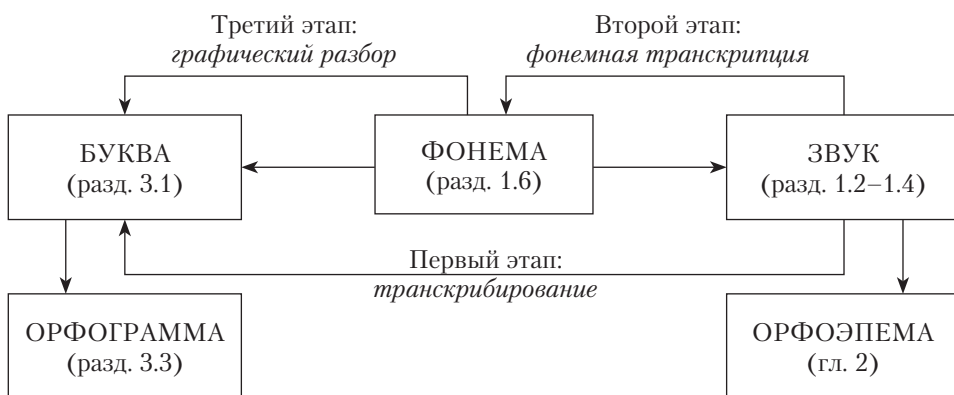 Третий этап:
графический разбор
Второй этап:
фонемная транскрипция
БУКВА
(разд. 3.1)
ФОНЕМА
(разд. 1.6)
ЗВУК
(разд. 1.2–1.4)
Первый этап:
транскрибирование
ОРФОГРАММА
(разд. 3.3)
ОРФОЭПЕМА
(гл. 2)